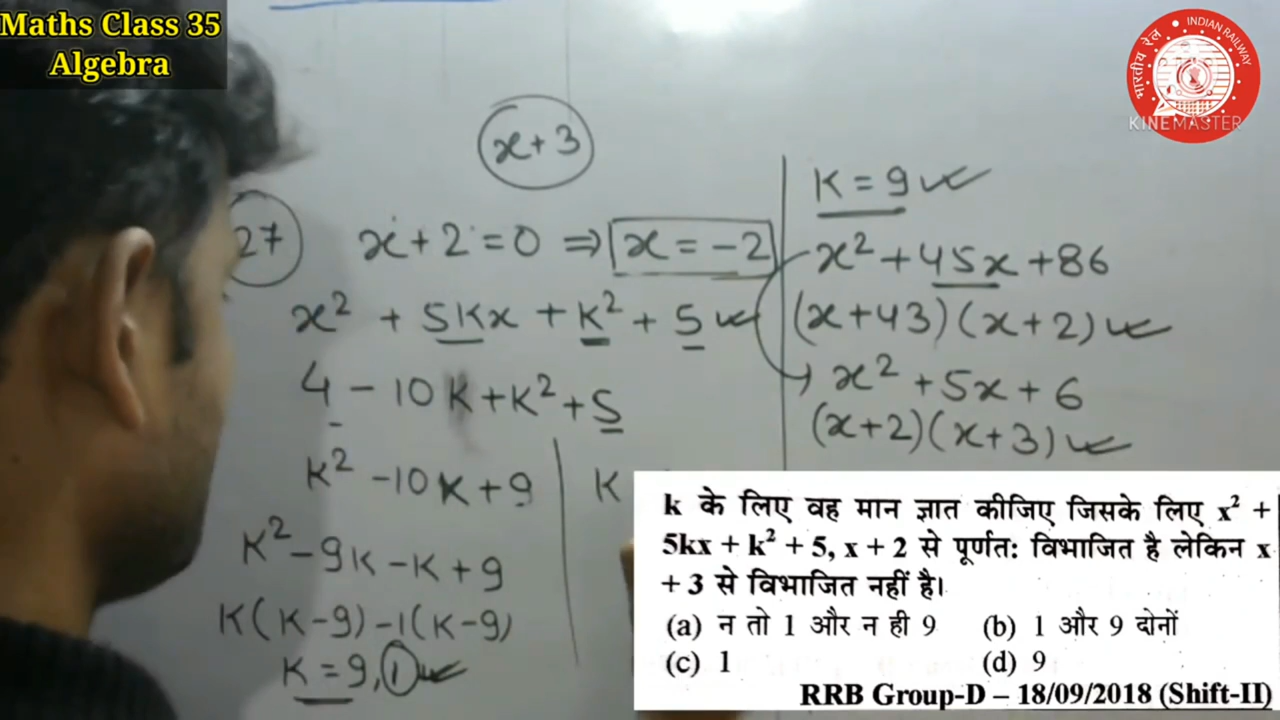 Maths Class 35
Algebra
भारतीय रेल
INDIAN RAILWAY
KINEMASTER
x+3
27
x+2=0 ⇒ x = -2
x² + 5Kx + K² + 5
4 - 10K + K² + 5
K² - 10K + 9
K² - 9K - K + 9
K(K-9) - 1(K-9)
K = 9, 1
K
K = 9
x² + 45x + 86
(x+43)(x+2)
x² + 5x + 6
(x+2)(x+3)
k के लिए वह मान ज्ञात कीजिए जिसके लिए x² +
5kx + k² + 5, x + 2 से पूर्णत: विभाजित है लेकिन x
+ 3 से विभाजित नहीं है।
(a) न तो 1 और न ही 9 (b) 1 और 9 दोनों
(c) 1 (d) 9
RRB Group-D – 18/09/2018 (Shift-II)